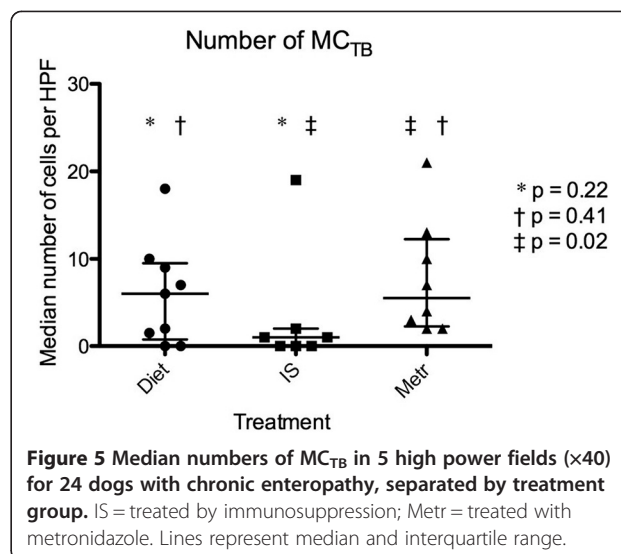 Number of MCTB
30
20
10
0
Median number of cells per HPF
* † * ‡ ‡ †
* p = 0.22
† p = 0.41
‡ p = 0.02
Diet IS Metr
Treatment
Figure 5 Median numbers of MCTB in 5 high power fields (×40)
for 24 dogs with chronic enteropathy, separated by treatment
group. IS = treated by immunosuppression; Metr = treated with
metronidazole. Lines represent median and interquartile range.